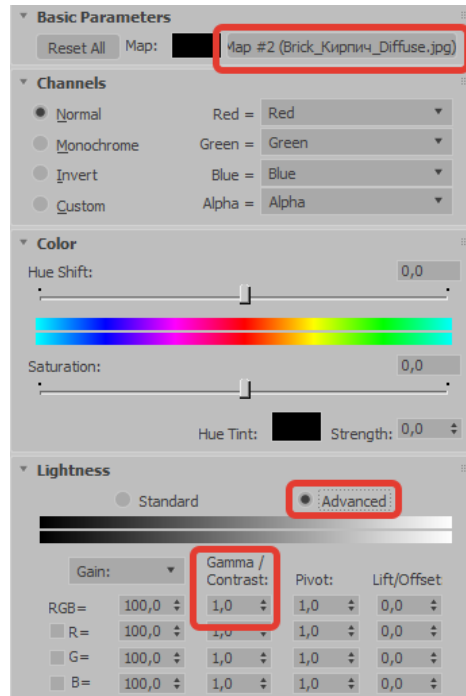 Basic Parameters
Reset All Map: Map #2 (Brick_Кирпич_Diffuse.jpg)
Channels
Normal Red = Red
Monochrome Green = Green
Invert Blue = Blue
Custom Alpha = Alpha
Color
Hue Shift: 0,0
Saturation: 0,0
Hue Tint: Strength: 0,0
Lightness
Standard Advanced
Gain: Gamma / Contrast: Pivot: Lift/Offset
RGB= 100,0 1,0 1,0 0,0
R= 100,0 1,0 1,0 0,0
G= 100,0 1,0 1,0 0,0
B= 100,0 1,0 1,0 0,0